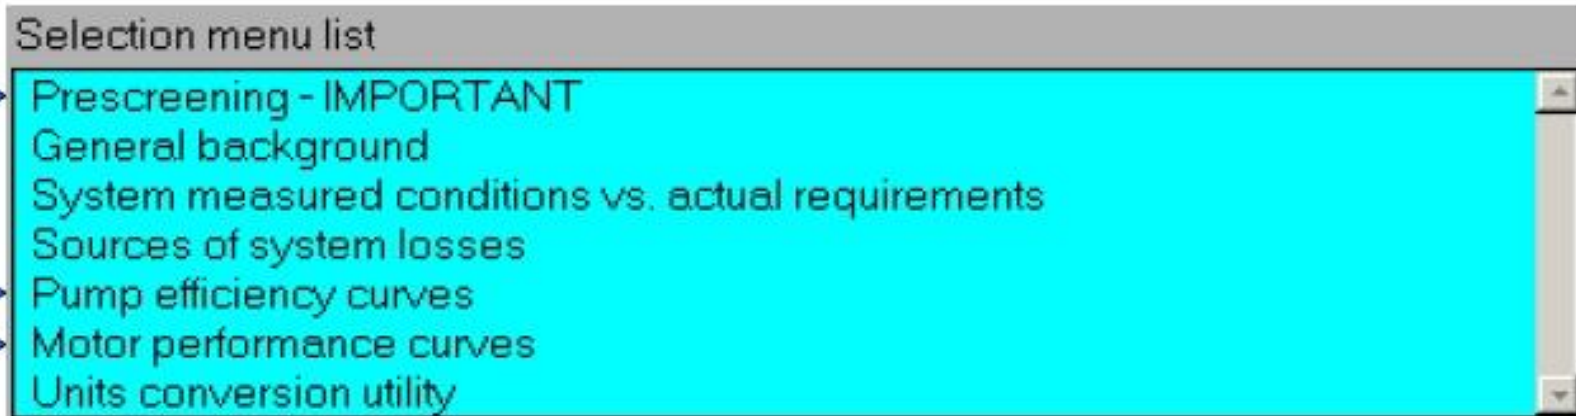 Selection menu list
Prescreening - IMPORTANT
General background
System measured conditions vs. actual requirements
Sources of system losses
Pump efficiency curves
Motor performance curves
Units conversion utility